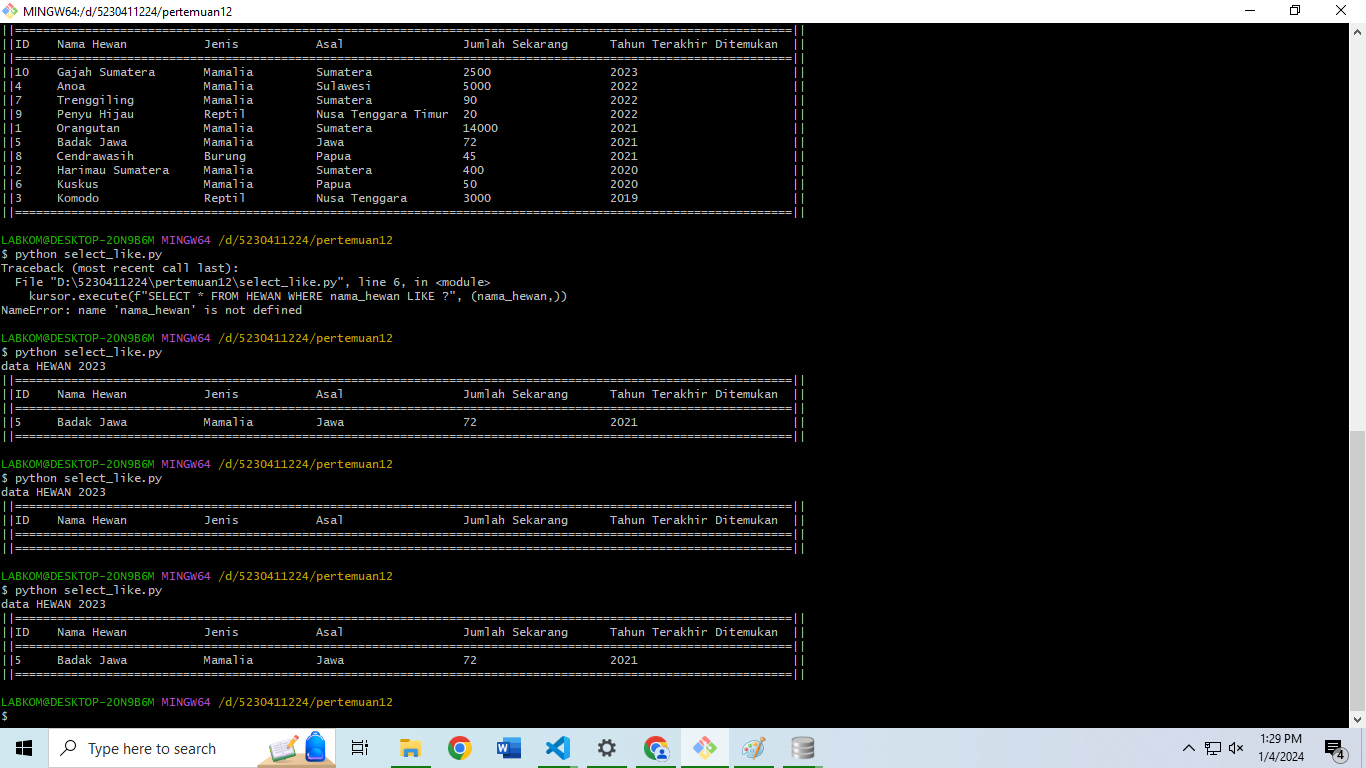 MINGW64:/d/5230411224/pertemuan12
||===============================================================================================================||
||ID    Nama Hewan           Jenis           Asal                 Jumlah Sekarang      Tahun Terakhir Ditemukan  ||
||===============================================================================================================||
||10    Gajah Sumatera       Mamalia         Sumatera             2500                 2023                      ||
||4     Anoa                 Mamalia         Sulawesi             5000                 2022                      ||
||7     Trenggiling          Mamalia         Sumatera             90                   2022                      ||
||9     Penyu Hijau          Reptil          Nusa Tenggara Timur  20                   2022                      ||
||1     Orangutan            Mamalia         Sumatera             14000                2021                      ||
||5     Badak Jawa           Mamalia         Jawa                 72                   2021                      ||
||8     Cendrawasih          Burung          Papua                45                   2021                      ||
||2     Harimau Sumatera     Mamalia         Sumatera             400                  2020                      ||
||6     Kuskus               Mamalia         Papua                50                   2020                      ||
||3     Komodo               Reptil          Nusa Tenggara        3000                 2019                      ||
||===============================================================================================================||
LABKOM@DESKTOP-2ON9B6M MINGW64 /d/5230411224/pertemuan12
$ python select_like.py
Traceback (most recent call last):
  File "D:\5230411224\pertemuan12\select_like.py", line 6, in <module>
    kursor.execute(f"SELECT * FROM HEWAN WHERE nama_hewan LIKE ?", (nama_hewan,))
NameError: name 'nama_hewan' is not defined
LABKOM@DESKTOP-2ON9B6M MINGW64 /d/5230411224/pertemuan12
$ python select_like.py
data HEWAN 2023
||===============================================================================================================||
||ID    Nama Hewan           Jenis           Asal                 Jumlah Sekarang      Tahun Terakhir Ditemukan  ||
||===============================================================================================================||
||5     Badak Jawa           Mamalia         Jawa                 72                   2021                      ||
||===============================================================================================================||
LABKOM@DESKTOP-2ON9B6M MINGW64 /d/5230411224/pertemuan12
$ python select_like.py
data HEWAN 2023
||===============================================================================================================||
||ID    Nama Hewan           Jenis           Asal                 Jumlah Sekarang      Tahun Terakhir Ditemukan  ||
||===============================================================================================================||
||===============================================================================================================||
LABKOM@DESKTOP-2ON9B6M MINGW64 /d/5230411224/pertemuan12
$ python select_like.py
data HEWAN 2023
||===============================================================================================================||
||ID    Nama Hewan           Jenis           Asal                 Jumlah Sekarang      Tahun Terakhir Ditemukan  ||
||===============================================================================================================||
||5     Badak Jawa           Mamalia         Jawa                 72                   2021                      ||
||===============================================================================================================||
LABKOM@DESKTOP-2ON9B6M MINGW64 /d/5230411224/pertemuan12
$
Type here to search
1:29 PM
1/4/2024
4